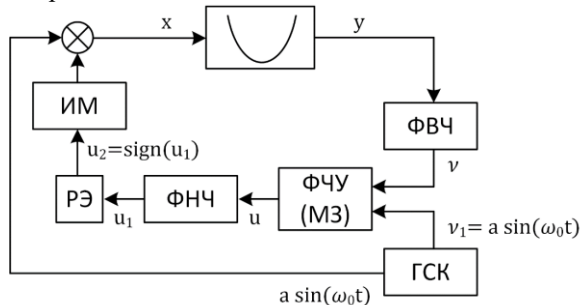 x
y
ИМ
ФВЧ
u₂=sign(u₁)
ν
РЭ
ФНЧ
ФЧУ
(МЗ)
u₁
u
ν₁= a sin(ω₀t)
ГСК
a sin(ω₀t)